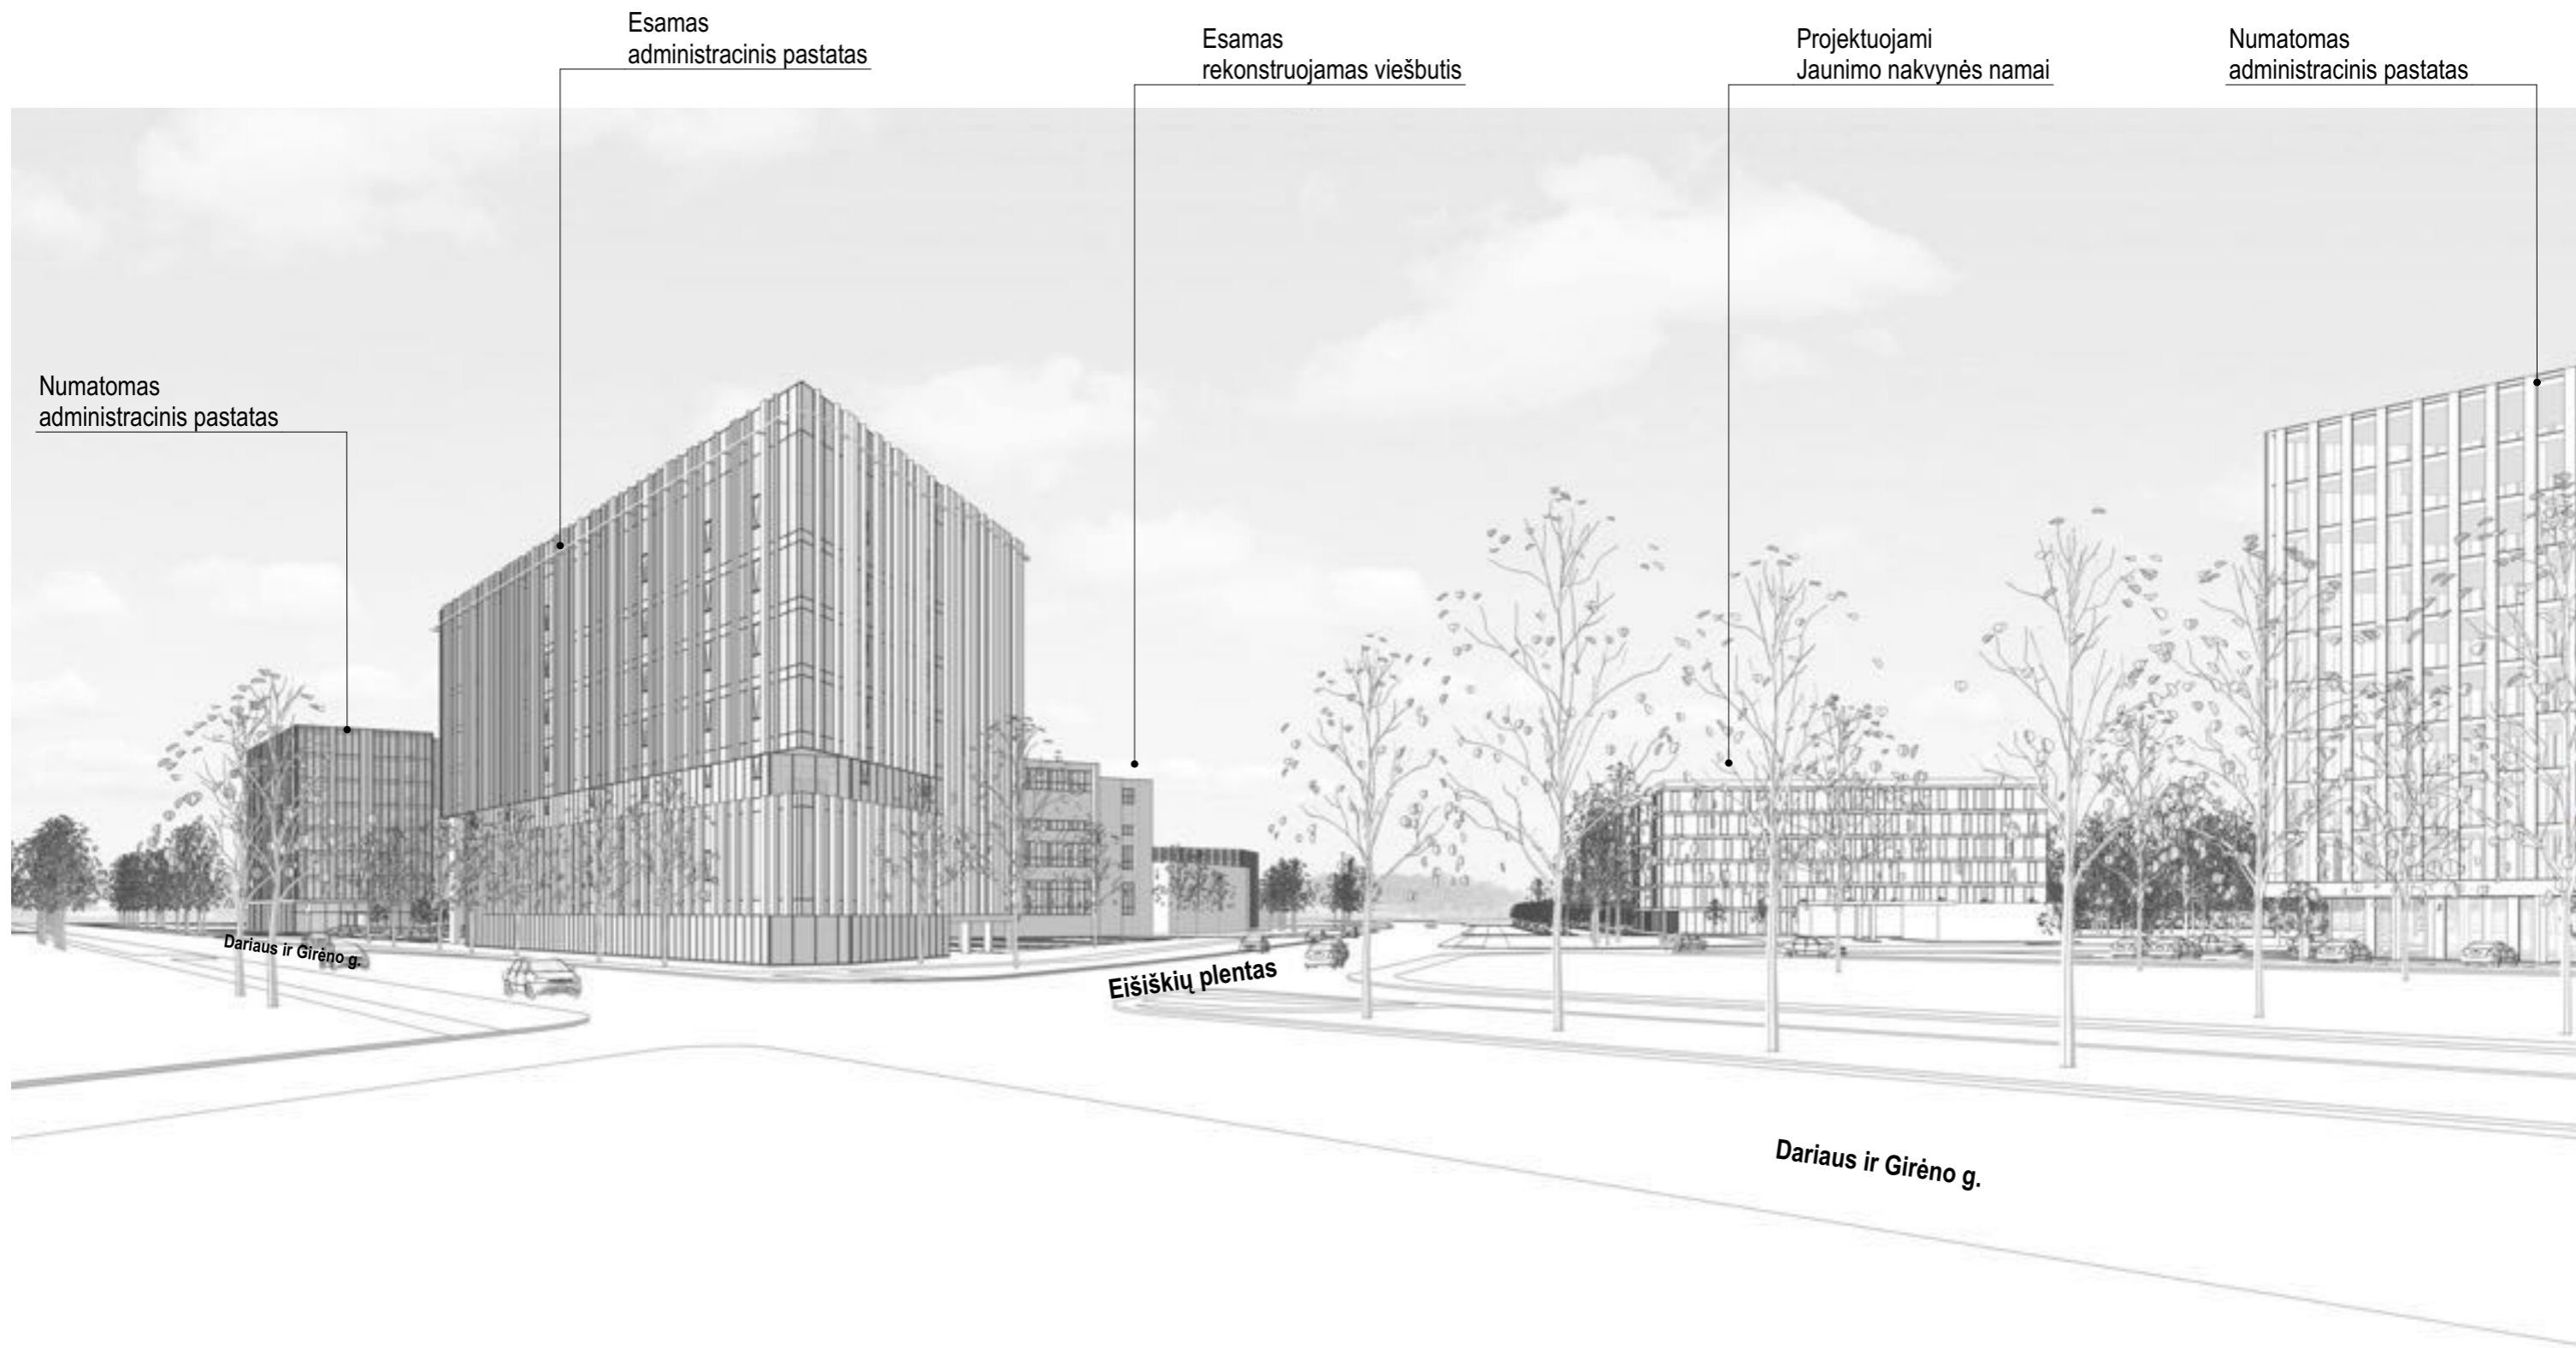 Esamas
administracinis pastatas
Esamas
rekonstruojamas viešbutis
Projektuojami
Jaunimo nakvynės namai
Numatomas
administracinis pastatas
Numatomas
administracinis pastatas
Dariaus ir Girėno g.
Eišiškių plentas
Dariaus ir Girėno g.